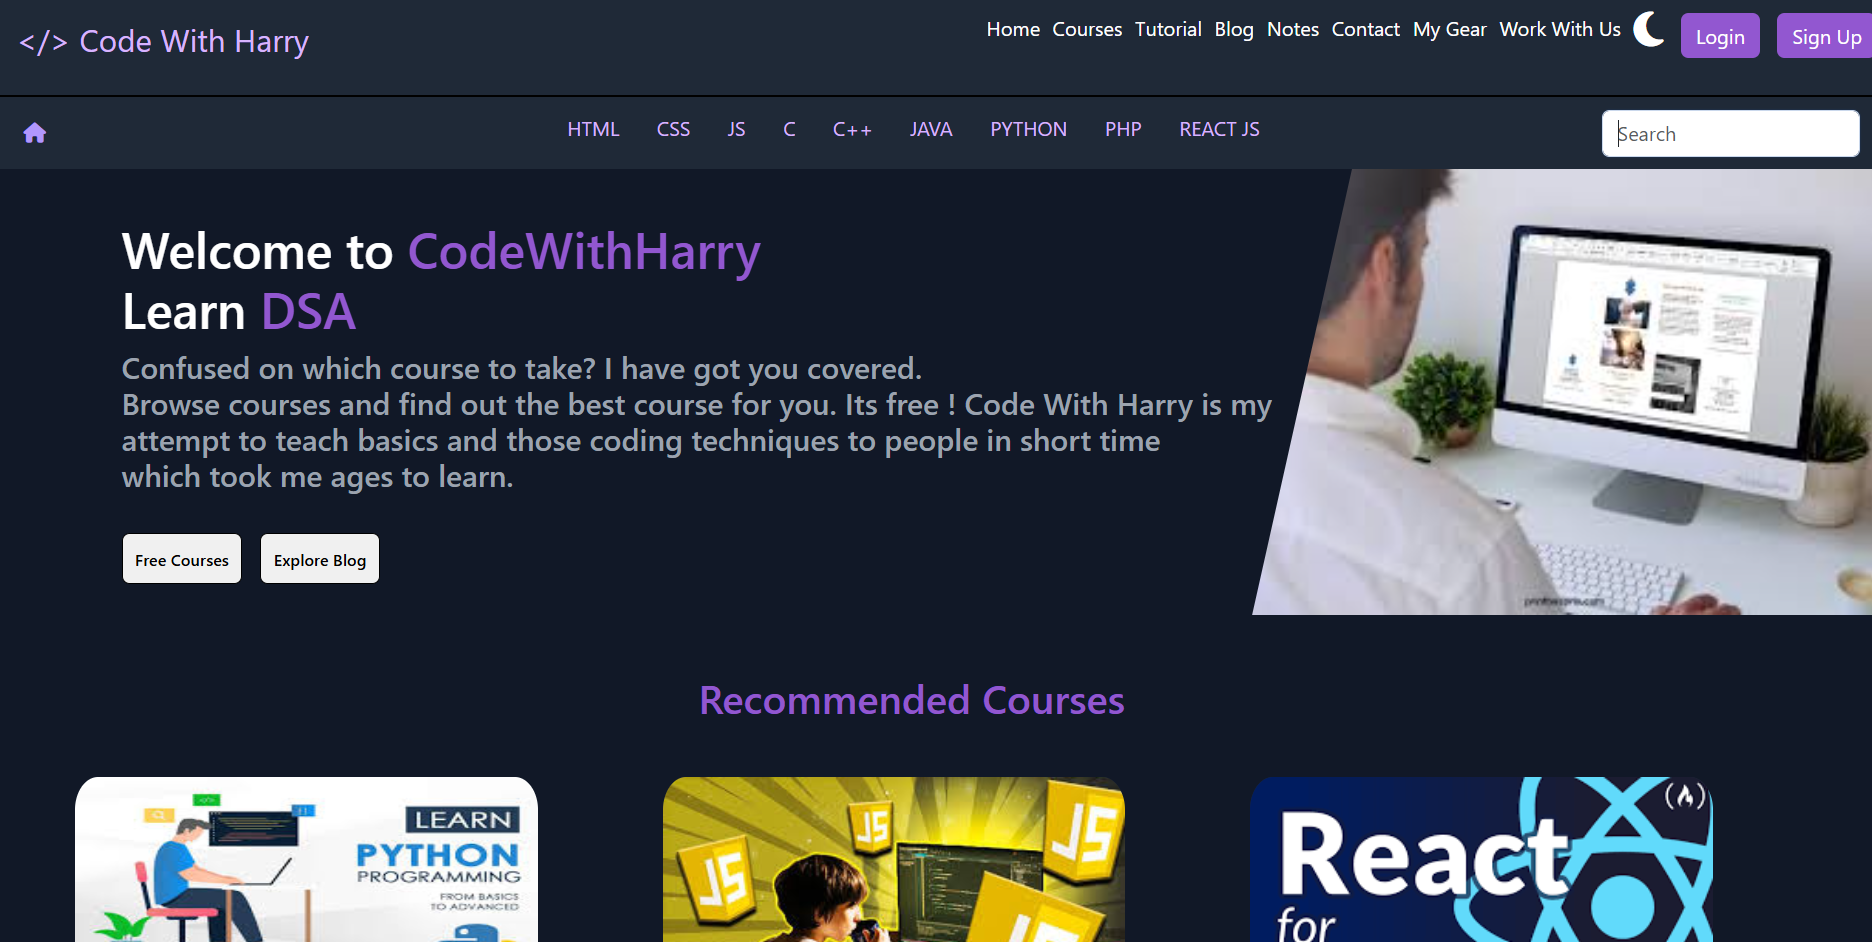 </> Code With Harry
Home Courses Tutorial Blog Notes Contact My Gear Work With Us Login Sign Up
HTML CSS JS C C++ JAVA PYTHON PHP REACT JS
Search
Welcome to CodeWithHarry
Learn DSA
Confused on which course to take? I have got you covered.
Browse courses and find out the best course for you. Its free ! Code With Harry is my
attempt to teach basics and those coding techniques to people in short time
which took me ages to learn.
Free Courses Explore Blog
Recommended Courses
LEARN
PYTHON
PROGRAMMING
FROM BASICS
TO ADVANCED
JS
JS
JS
React
for